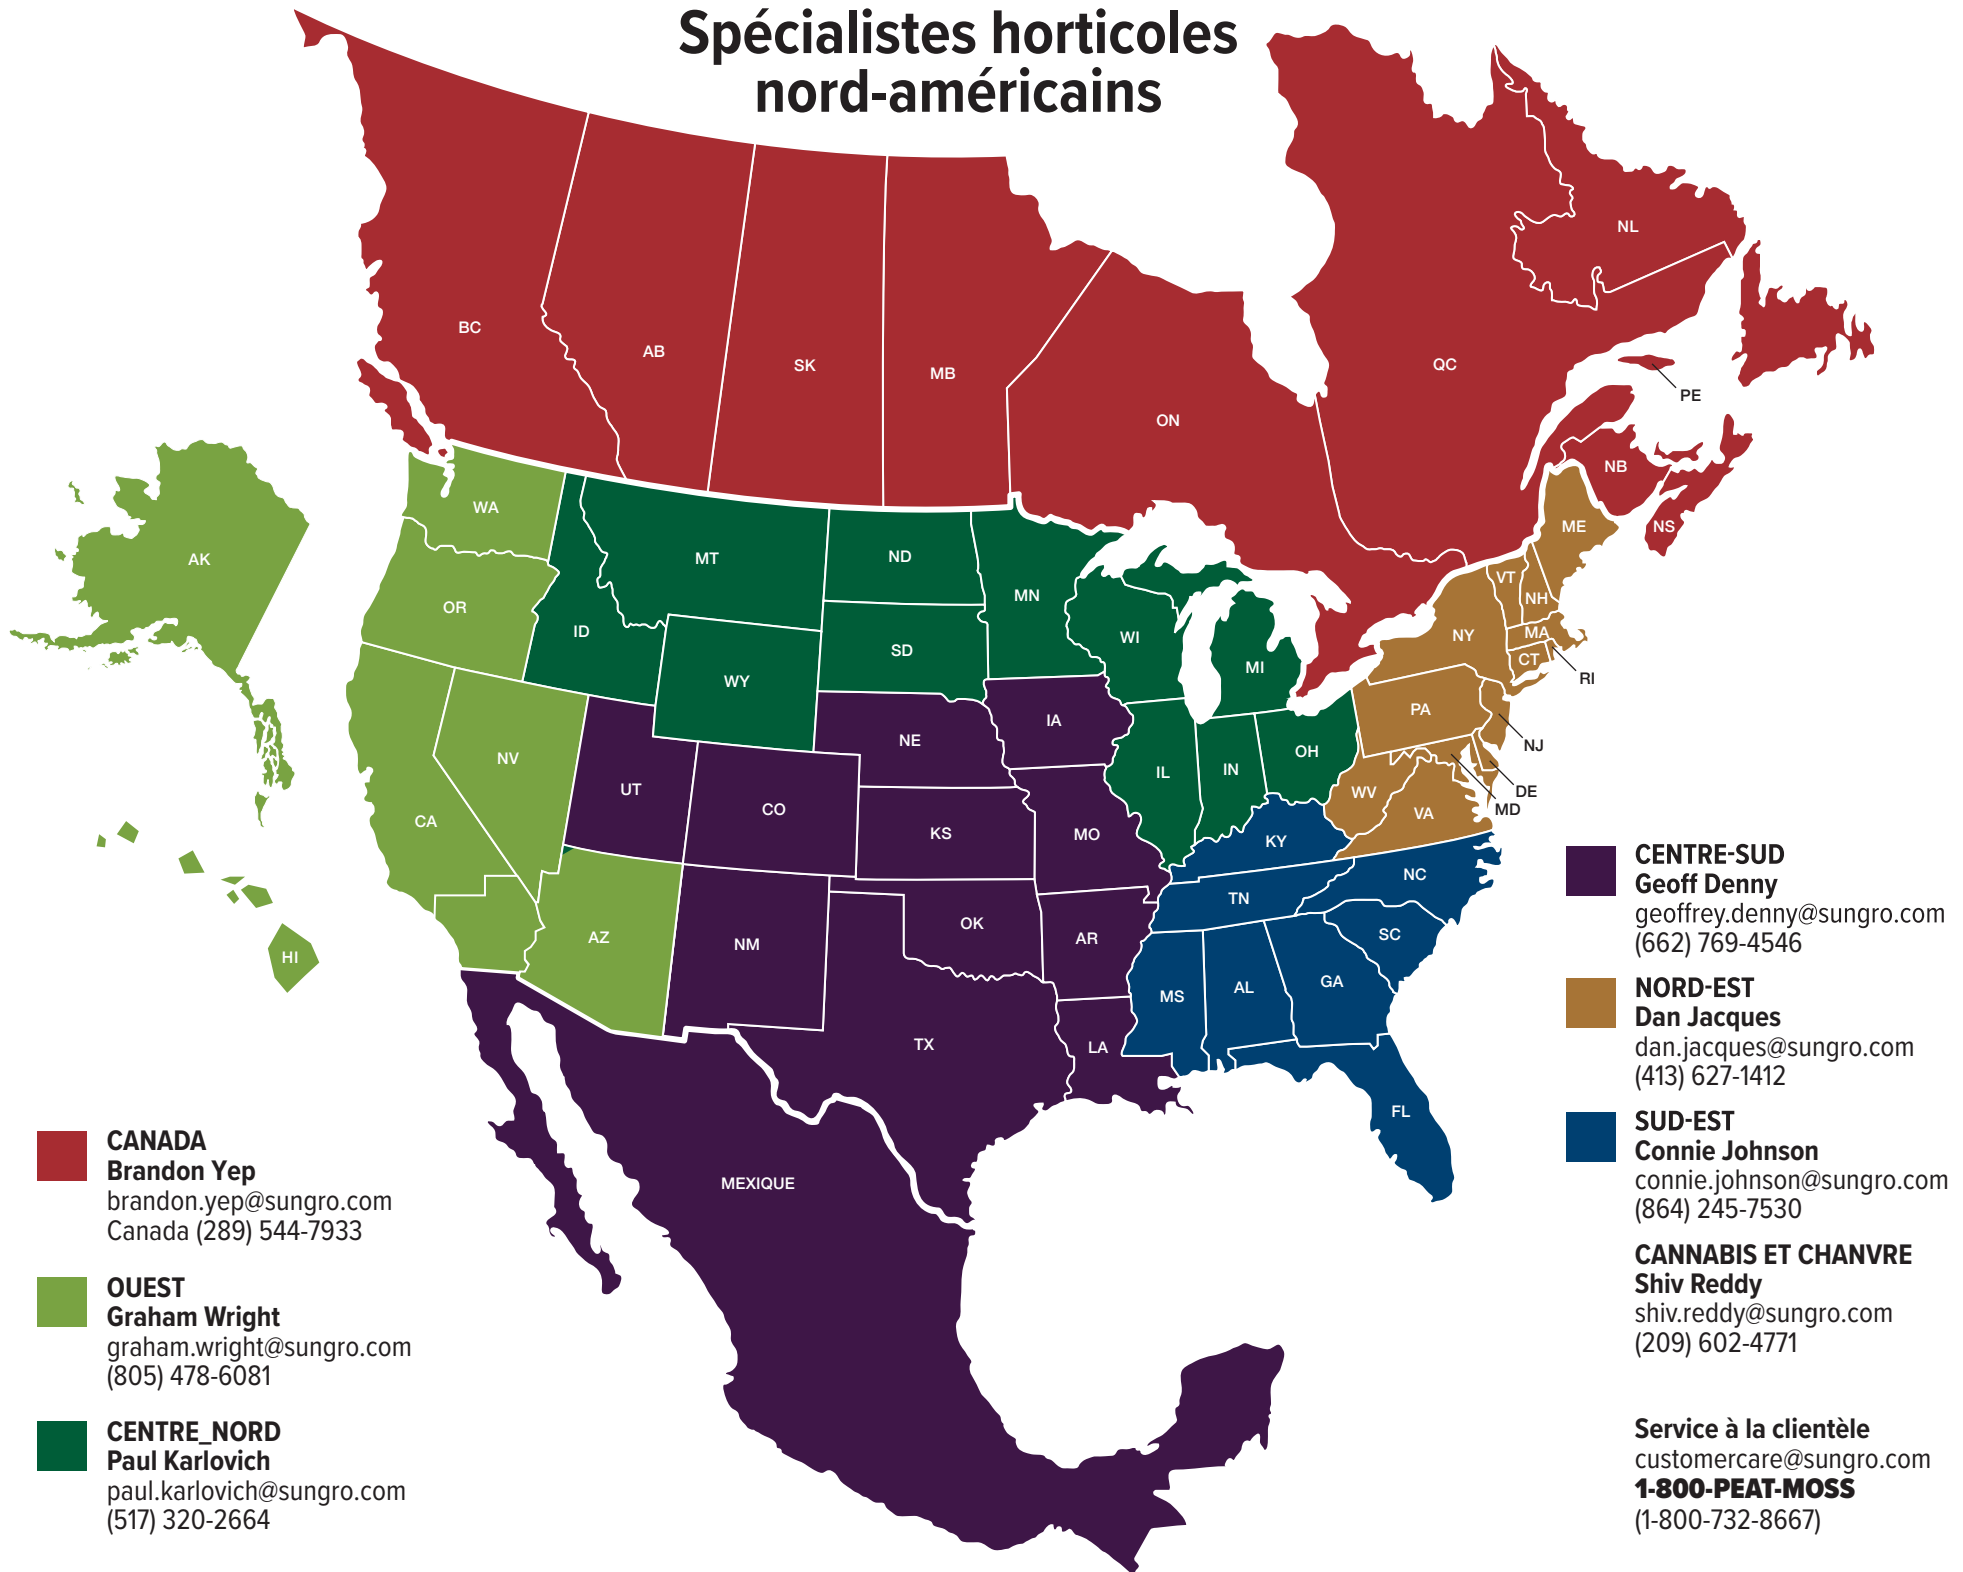 Spécialistes horticoles
nord-américains
BC
AB
SK
MB
ON
QC
NL
PE
NB
NS
AK
WA
OR
ID
MT
ND
MN
SD
WY
WI
MI
ME
VT
NH
NY
MA
CT
RI
PA
NJ
DE
MD
WV
VA
OH
IN
IL
IA
NE
NV
UT
CO
CA
KS
MO
KY
NC
TN
SC
AZ
NM
OK
AR
HI
MS
AL
GA
TX
LA
FL
MEXIQUE
CANADA
Brandon Yep
brandon.yep@sungro.com
Canada (289) 544-7933
OUEST
Graham Wright
graham.wright@sungro.com
(805) 478-6081
CENTRE_NORD
Paul Karlovich
paul.karlovich@sungro.com
(517) 320-2664
CENTRE-SUD
Geoff Denny
geoffrey.denny@sungro.com
(662) 769-4546
NORD-EST
Dan Jacques
dan.jacques@sungro.com
(413) 627-1412
SUD-EST
Connie Johnson
connie.johnson@sungro.com
(864) 245-7530
CANNABIS ET CHANVRE
Shiv Reddy
shiv.reddy@sungro.com
(209) 602-4771
Service à la clientèle
customercare@sungro.com
1-800-PEAT-MOSS
(1-800-732-8667)